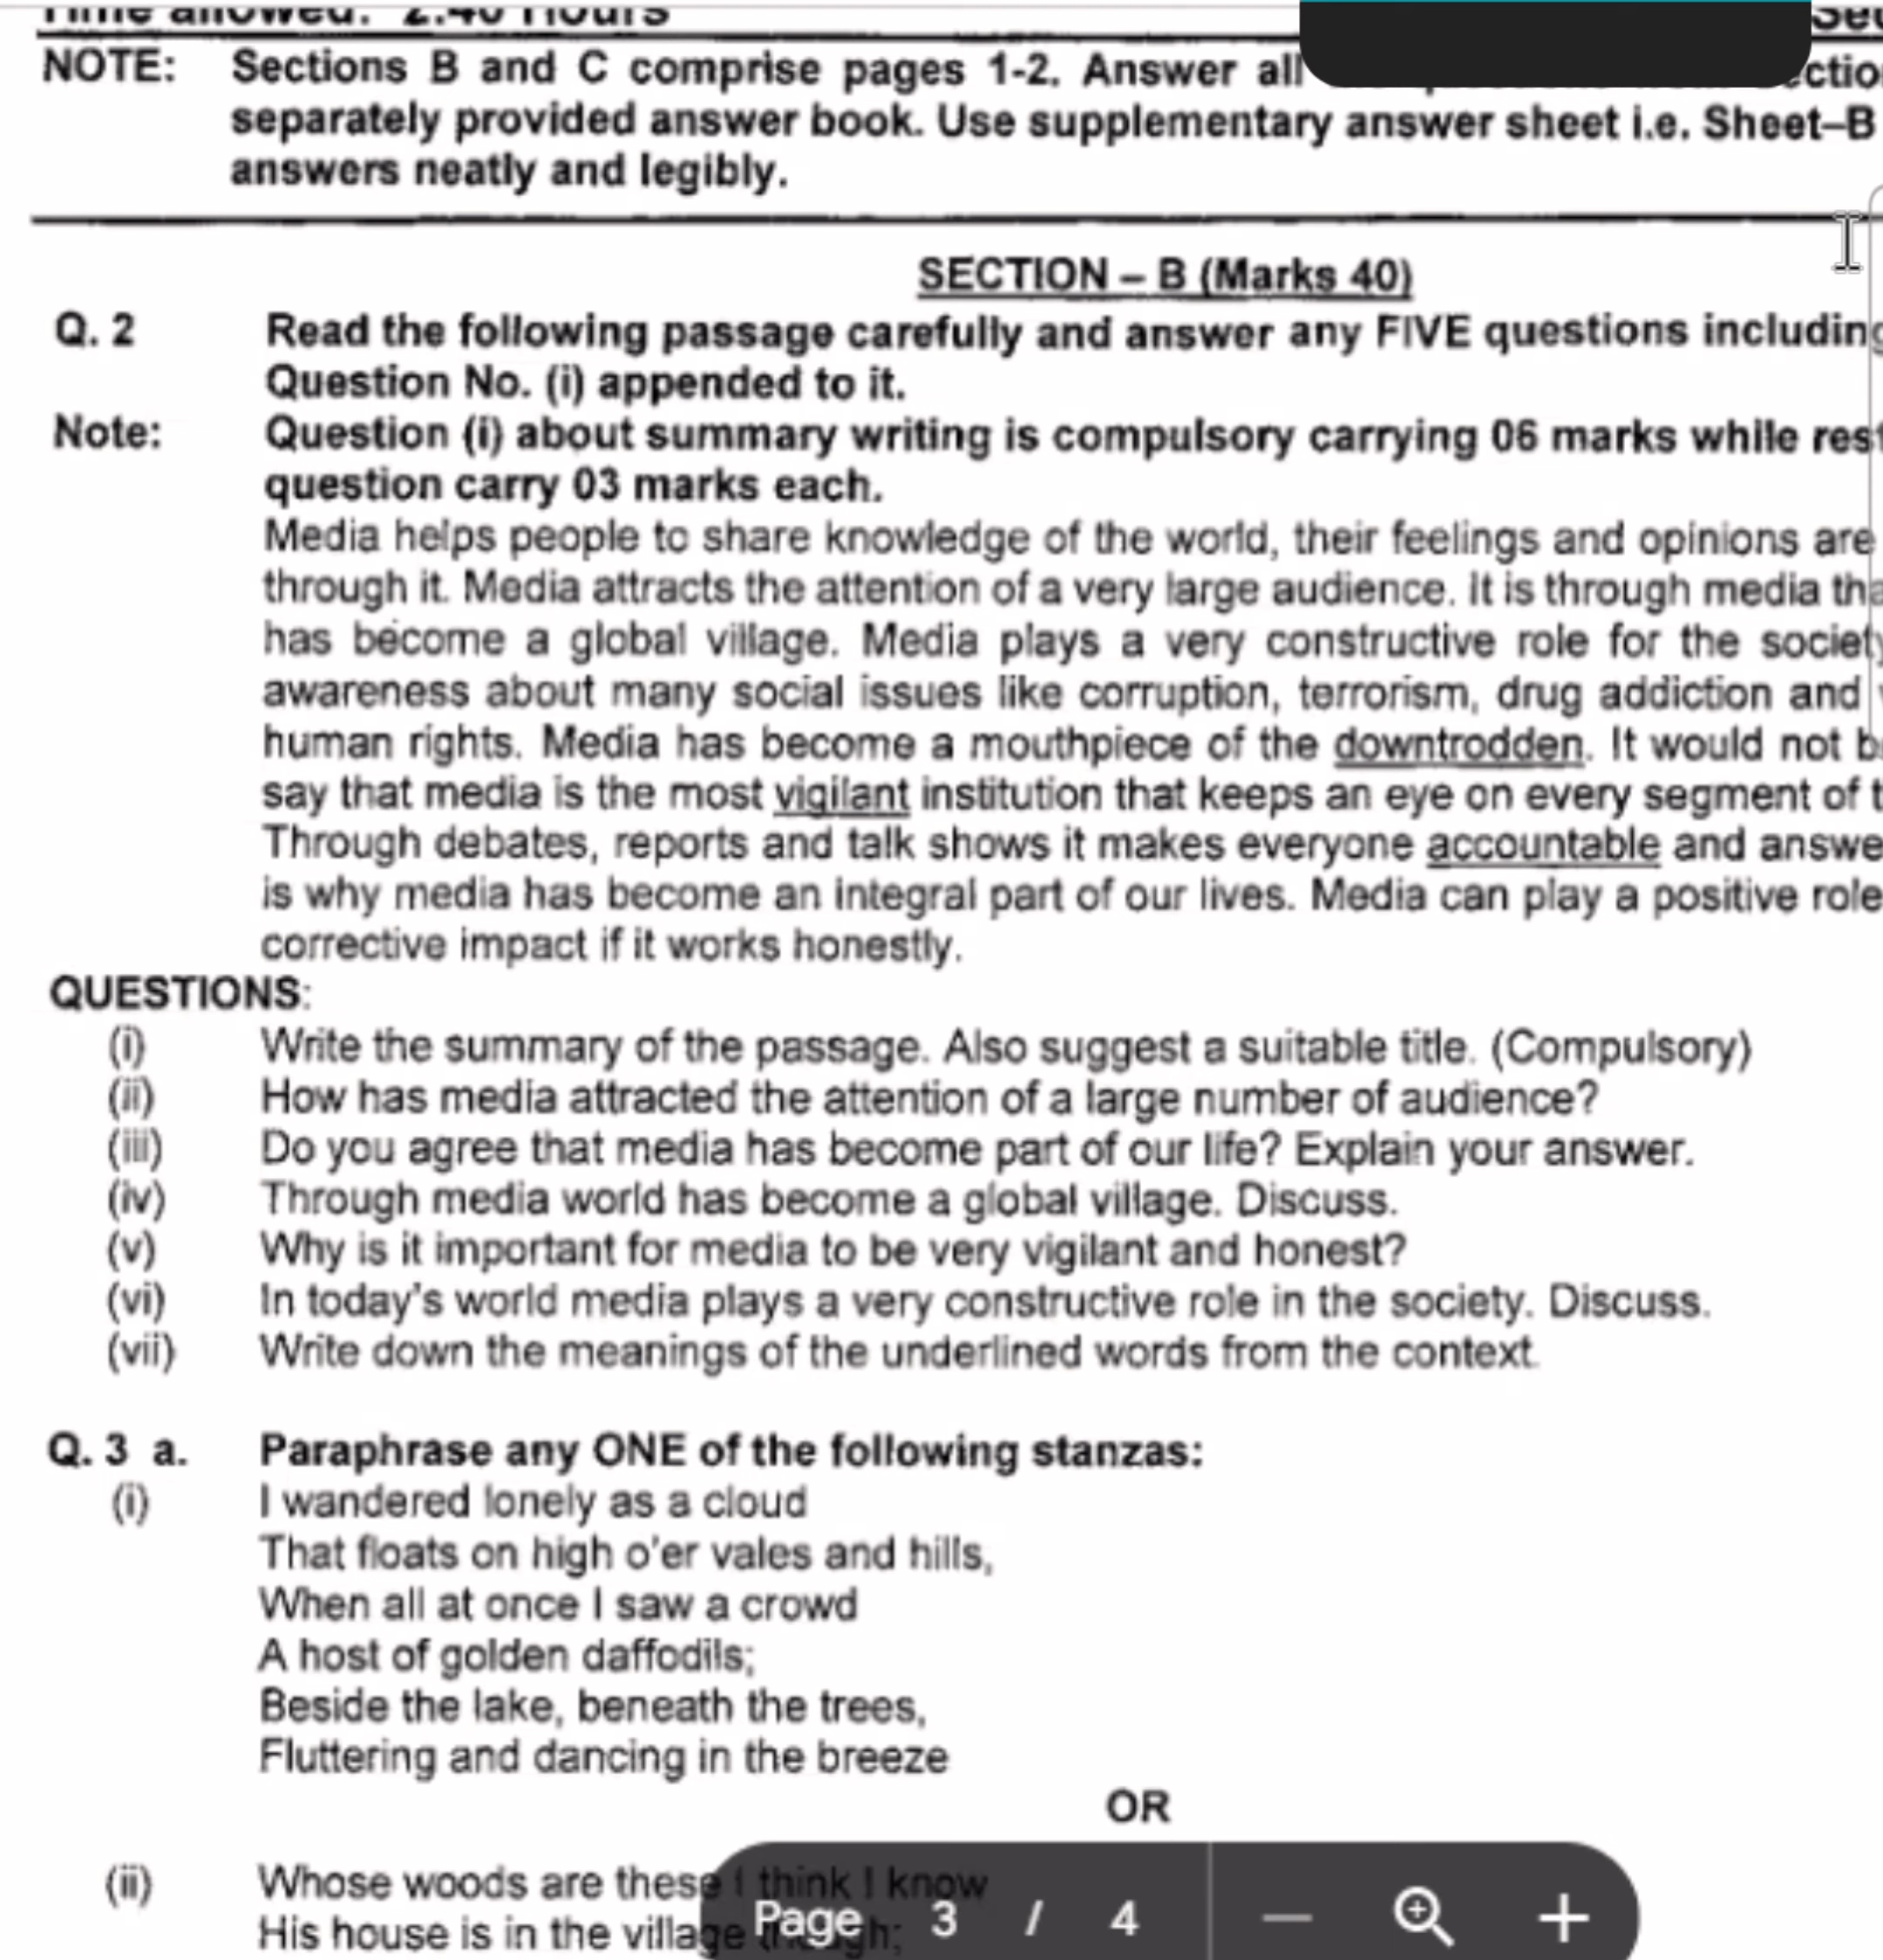 Time allowed: 2:40 Hours
NOTE: Sections B and C comprise pages 1-2. Answer all
separately provided answer book. Use supplementary answer sheet i.e. Sheet–B
answers neatly and legibly.
SECTION – B (Marks 40)
Q. 2 Read the following passage carefully and answer any FIVE questions including
Question No. (i) appended to it.
Note: Question (i) about summary writing is compulsory carrying 06 marks while rest
question carry 03 marks each.
Media helps people to share knowledge of the world, their feelings and opinions are
through it. Media attracts the attention of a very large audience. It is through media
has become a global village. Media plays a very constructive role for the society
awareness about many social issues like corruption, terrorism, drug addiction and
human rights. Media has become a mouthpiece of the downtrodden. It would not
say that media is the most vigilant institution that keeps an eye on every segment of
Through debates, reports and talk shows it makes everyone accountable and
is why media has become an integral part of our lives. Media can play a positive role
corrective impact if it works honestly.
QUESTIONS:
(i) Write the summary of the passage. Also suggest a suitable title. (Compulsory)
(ii) How has media attracted the attention of a large number of audience?
(iii) Do you agree that media has become part of our life? Explain your answer.
(iv) Through media world has become a global village. Discuss.
(v) Why is it important for media to be very vigilant and honest?
(vi) In today's world media plays a very constructive role in the society. Discuss.
(vii) Write down the meanings of the underlined words from the context.
Q. 3 a. Paraphrase any ONE of the following stanzas:
(i) I wandered lonely as a cloud
That floats on high o'er vales and hills,
When all at once I saw a crowd
A host of golden daffodils;
Beside the lake, beneath the trees,
Fluttering and dancing in the breeze
OR
(ii) Whose woods are these I think I know
His house is in the village though;
Page 3 / 4